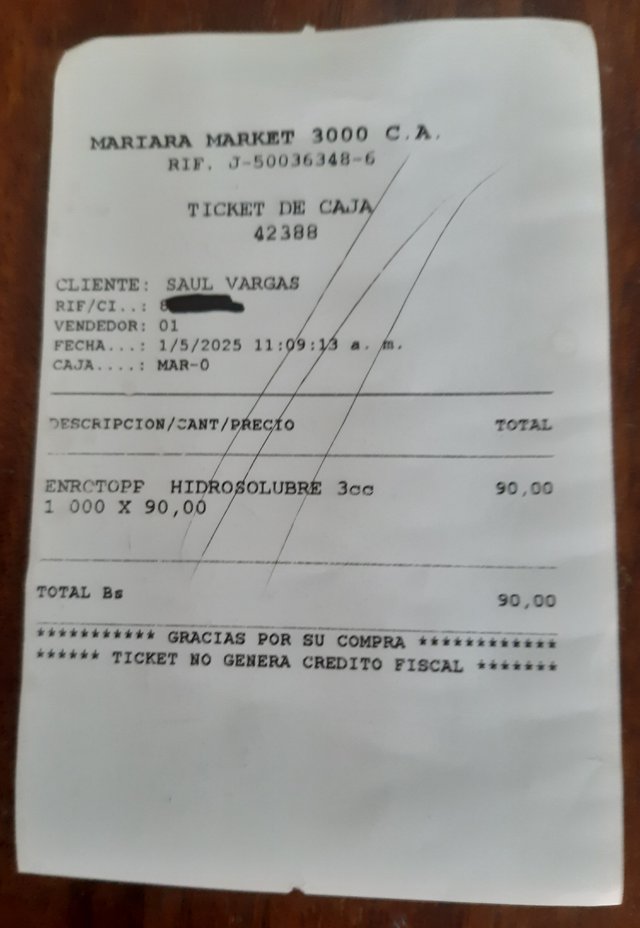 MARIARA MARKET 3000 C.A.
RIF. J-50036348-6
TICKET DE CAJA
42388
CLIENTE: SAUL VARGAS
RIF/CI..: 8
VENDEDOR: 01
FECHA...: 1/5/2025 11:09:13 a. m.
CAJA....: MAR-0
DESCRIPCION/CANT/PRECIO TOTAL
ENROTOPF HIDROSOLUBRE 3cc 90,00
1 000 X 90,00
TOTAL Bs 90,00
*********** GRACIAS POR SU COMPRA ************
****** TICKET NO GENERA CREDITO FISCAL *******